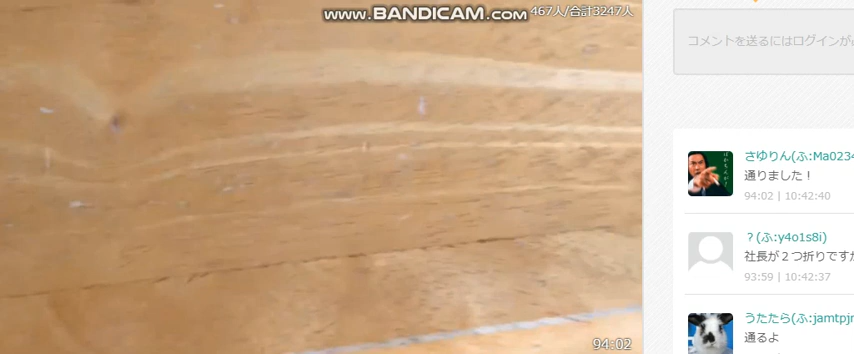 www.BANDICAM.com
467人/合計3247人
94:02
コメントを送るにはログインが
さゆりん(ふ:Ma0234
通りました！
94:02 | 10:42:40
？(ふ:y4o1s8i)
社長が２つ折りですか
93:59 | 10:42:37
うたたら(ふ:jamtpjr
通るよ